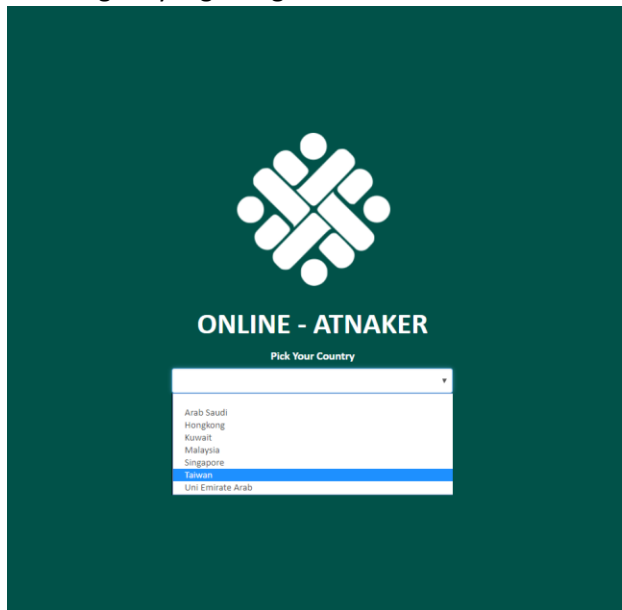 ONLINE - ATNAKER
Pick Your Country
Arab Saudi
Hongkong
Kuwait
Malaysia
Singapore
Taiwan
Uni Emirate Arab